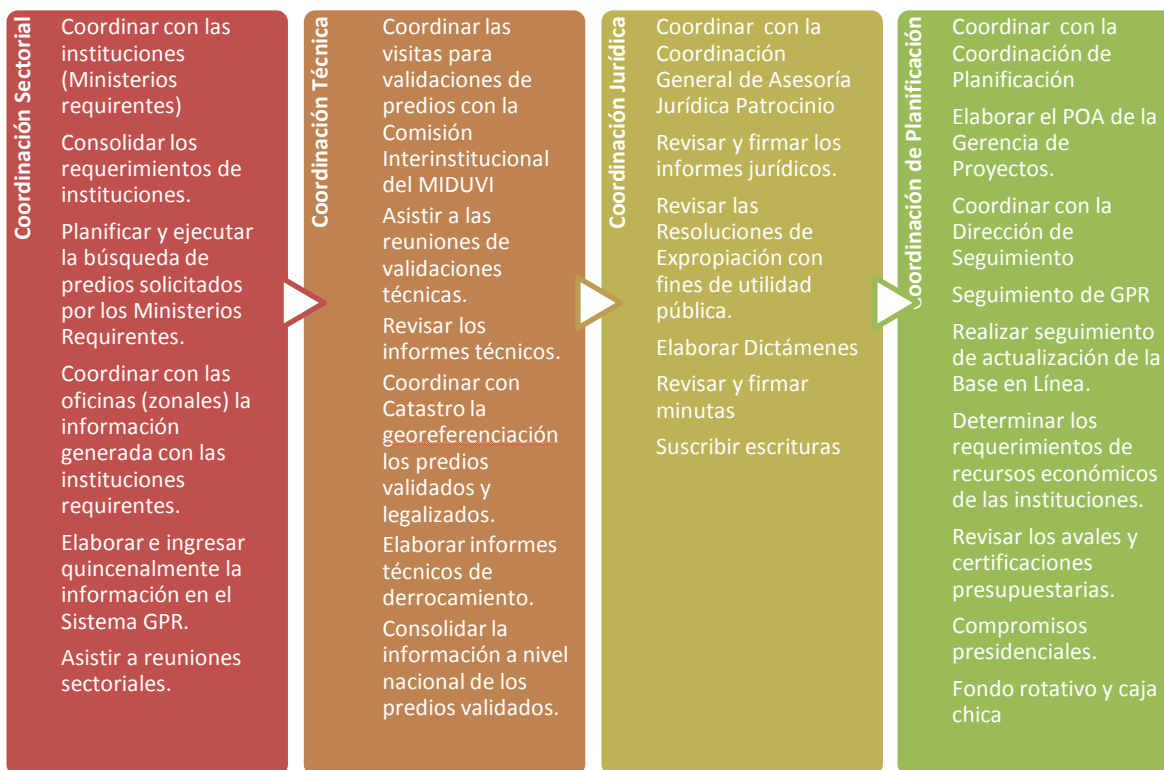 Coordinación Sectorial
Coordinar con las
instituciones
(Ministerios
requirentes)
Consolidar los
requerimientos de
instituciones.
Planificar y ejecutar
la búsqueda de
predios solicitados
por los Ministerios
Requirentes.
Coordinar con las
oficinas (zonales) la
información
generada con las
instituciones
requirentes.
Elaborar e ingresar
quincenalmente la
información en el
Sistema GPR.
Asistir a reuniones
sectoriales.
Coordinación Técnica
Coordinar las
visitas para
validaciones de
predios con la
Comisión
Interinstitucional
del MIDUVI
Asistir a las
reuniones de
validaciones
técnicas.
Revisar los
informes técnicos.
Coordinar con
Catastro la
georeferenciación
los predios
validados y
legalizados.
Elaborar informes
técnicos de
derrocamiento.
Consolidar la
información a nivel
nacional de los
predios validados.
Coordinación Jurídica
Coordinar con la
Coordinación
General de Asesoría
Jurídica Patrocinio
Revisar y firmar los
informes jurídicos.
Revisar las
Resoluciones de
Expropiación con
fines de utilidad
pública.
Elaborar Dictámenes
Revisar y firmar
minutas
Suscribir escrituras
Coordinación de Planificación
Coordinar con la
Coordinación de
Planificación
Elaborar el POA de la
Gerencia de
Proyectos.
Coordinar con la
Dirección de
Seguimiento
Seguimiento de GPR
Realizar seguimiento
de actualización de la
Base en Línea.
Determinar los
requerimientos de
recursos económicos
de las instituciones.
Revisar los avales y
certificaciones
presupuestarias.
Compromisos
presidenciales.
Fondo rotativo y caja
chica